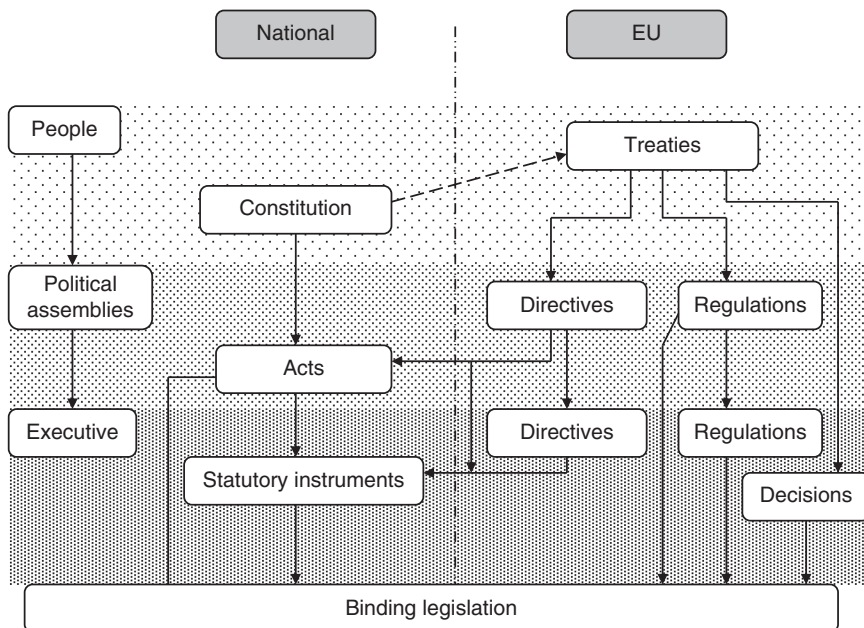 National
EU
People
Treaties
Constitution
Political
assemblies
Directives
Regulations
Acts
Executive
Directives
Regulations
Statutory instruments
Decisions
Binding legislation